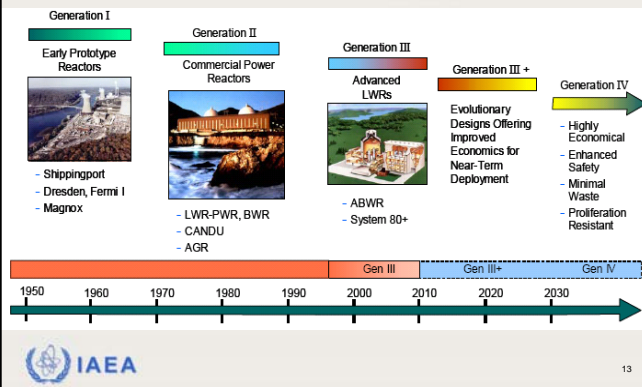 Generation I
Early Prototype
Reactors
- Shippingport
- Dresden, Fermi I
- Magnox
Generation II
Commercial Power
Reactors
- LWR-PWR, BWR
- CANDU
- AGR
Generation III
Advanced
LWRs
- ABWR
- System 80+
Generation III +
Evolutionary
Designs Offering
Improved
Economics for
Near-Term
Deployment
Generation IV
- Highly
Economical
- Enhanced
Safety
- Minimal
Waste
- Proliferation
Resistant
Gen III
Gen III+
Gen IV
1950
1960
1970
1980
1990
2000
2010
2020
2030
IAEA
13